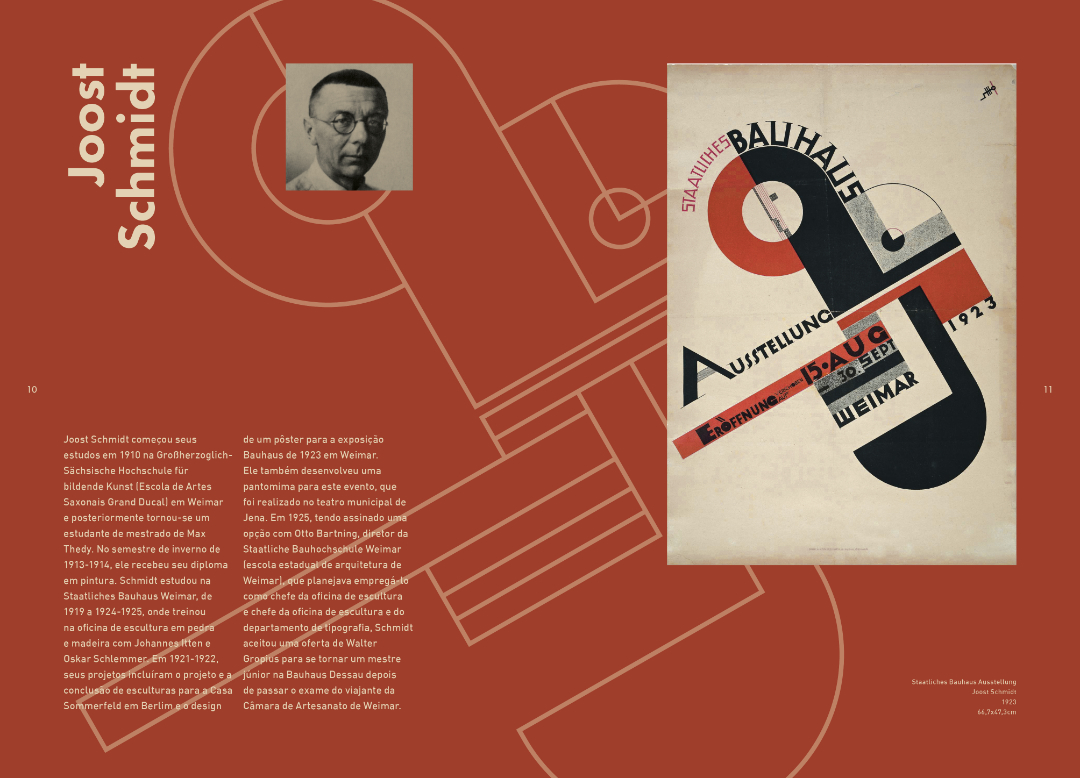 Joost
Schmidt
10
Joost Schmidt começou seus
estudos em 1910 na Großherzoglich-
Sächsische Hochschule für
bildende Kunst (Escola de Artes
Saxonais Grand Ducal) em Weimar
e posteriormente tornou-se um
estudante de mestrado de Max
Thedy. No semestre de inverno de
1913-1914, ele recebeu seu diploma
em pintura. Schmidt estudou na
Staatliches Bauhaus Weimar, de
1919 a 1924-1925, onde treinou
na oficina de escultura em pedra
e madeira com Johannes Itten e
Oskar Schlemmer. Em 1921-1922,
seus projetos incluíram o projeto e a
conclusão de esculturas para a Casa
Sommerfeld em Berlim e o design
de um pôster para a exposição
Bauhaus de 1923 em Weimar.
Ele também desenvolveu uma
pantomima para este evento, que
foi realizado no teatro municipal de
Jena. Em 1925, tendo assinado uma
opção com Otto Bartning, diretor da
Staatliche Bauhochschule Weimar
(escola estadual de arquitetura de
Weimar), que planejava empregá-lo
como chefe da oficina de escultura
e chefe da oficina de escultura e do
departamento de tipografia, Schmidt
aceitou uma oferta de Walter
Gropius para se tornar um mestre
júnior na Bauhaus Dessau depois
de passar o exame do viajante da
Câmara de Artesanato de Weimar.
STAATLICHES
BAUHAUS
AUSSTELLUNG
1923
15·AUG
30.SEPT
ERÖFFNUNG
WEIMAR
11
Staatliches Bauhaus Ausstellung
Joost Schmidt
1923
66,7x47,3cm